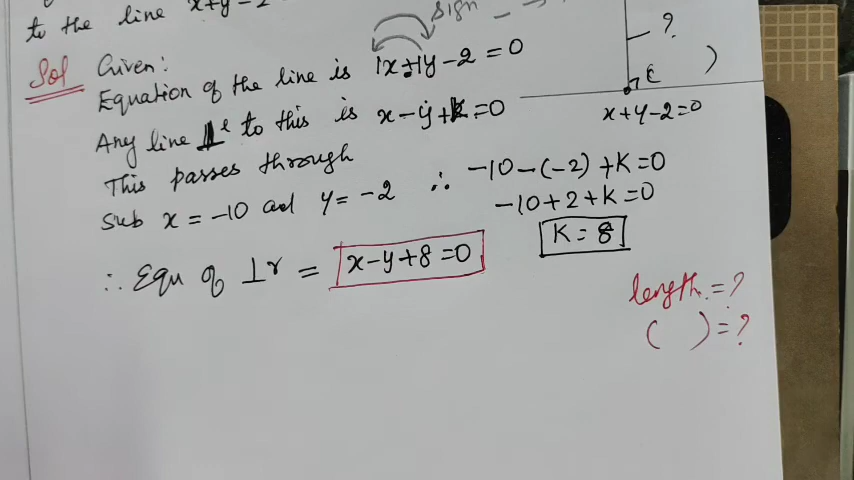 to the line x+y-2
Sign
Sol Given:
Equation of the line is 1x+1y-2=0
Any line ⊥r to this is x-y+k=0
This passes through
Sub x = -10 and y = -2 ∴ -10-(-2)+K=0
-10+2+K=0
K = 8
∴ Equ of ⊥r = x-y+8=0
?
)
x+y-2=0
length = ?
( ) = ?